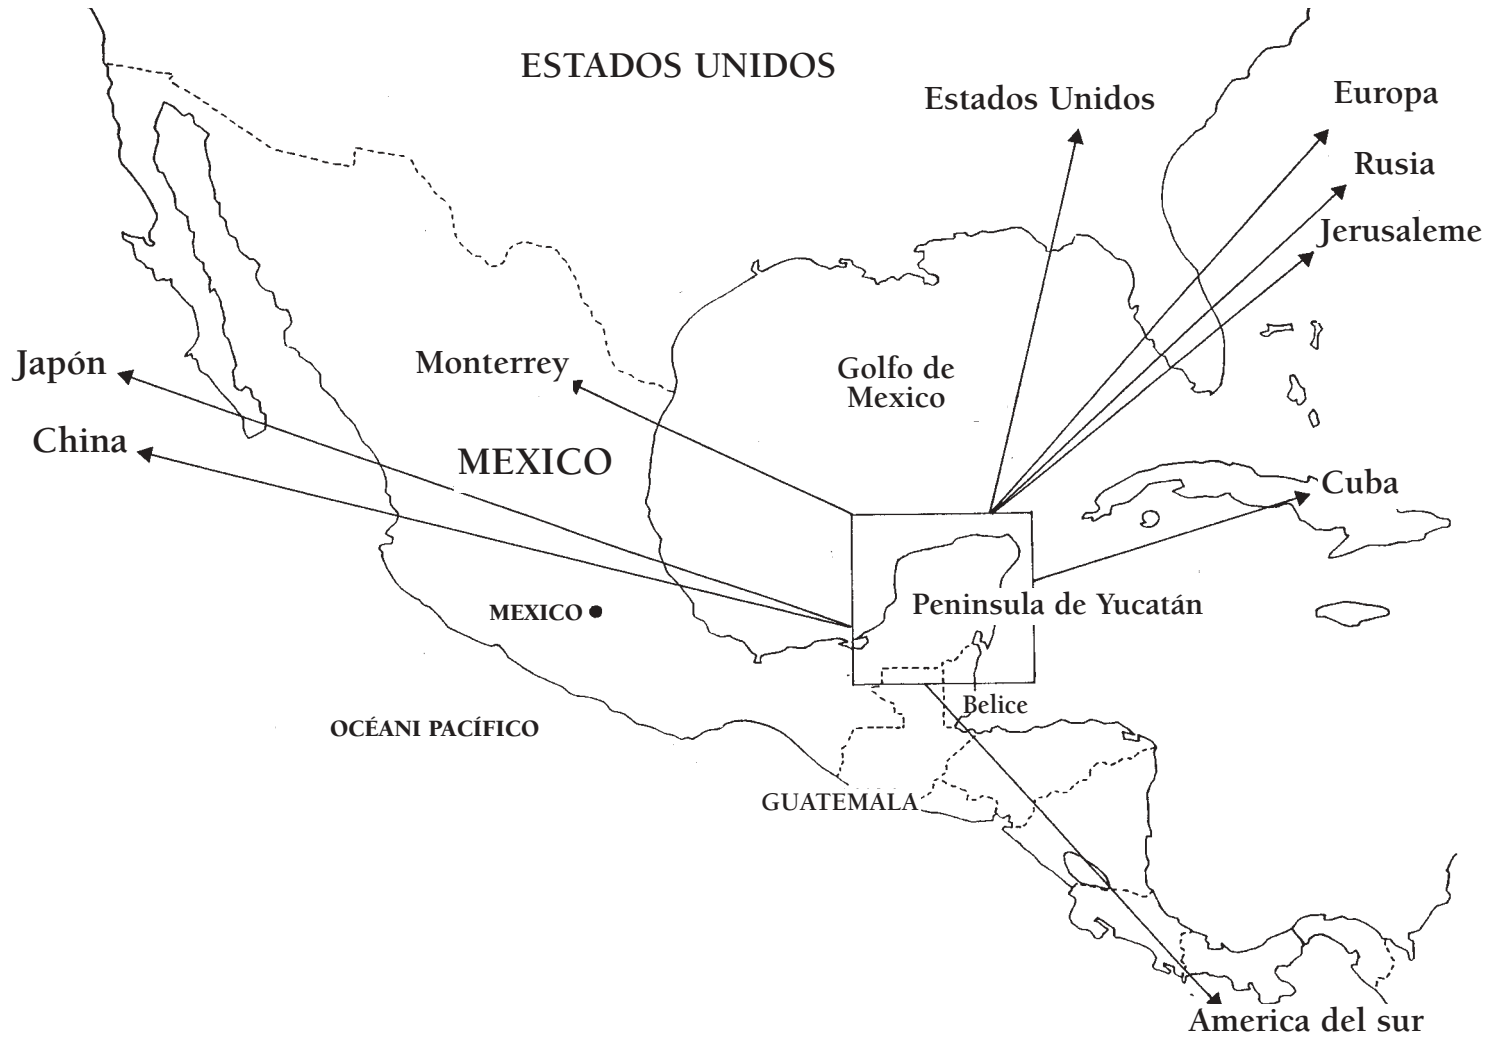 ESTADOS UNIDOS
Estados Unidos
Europa
Rusia
Jerusaleme
Japón
Monterrey
Golfo de
Mexico
China
MEXICO
Cuba
MEXICO
Peninsula de Yucatán
Belice
OCÉANI PACÍFICO
GUATEMALA
America del sur